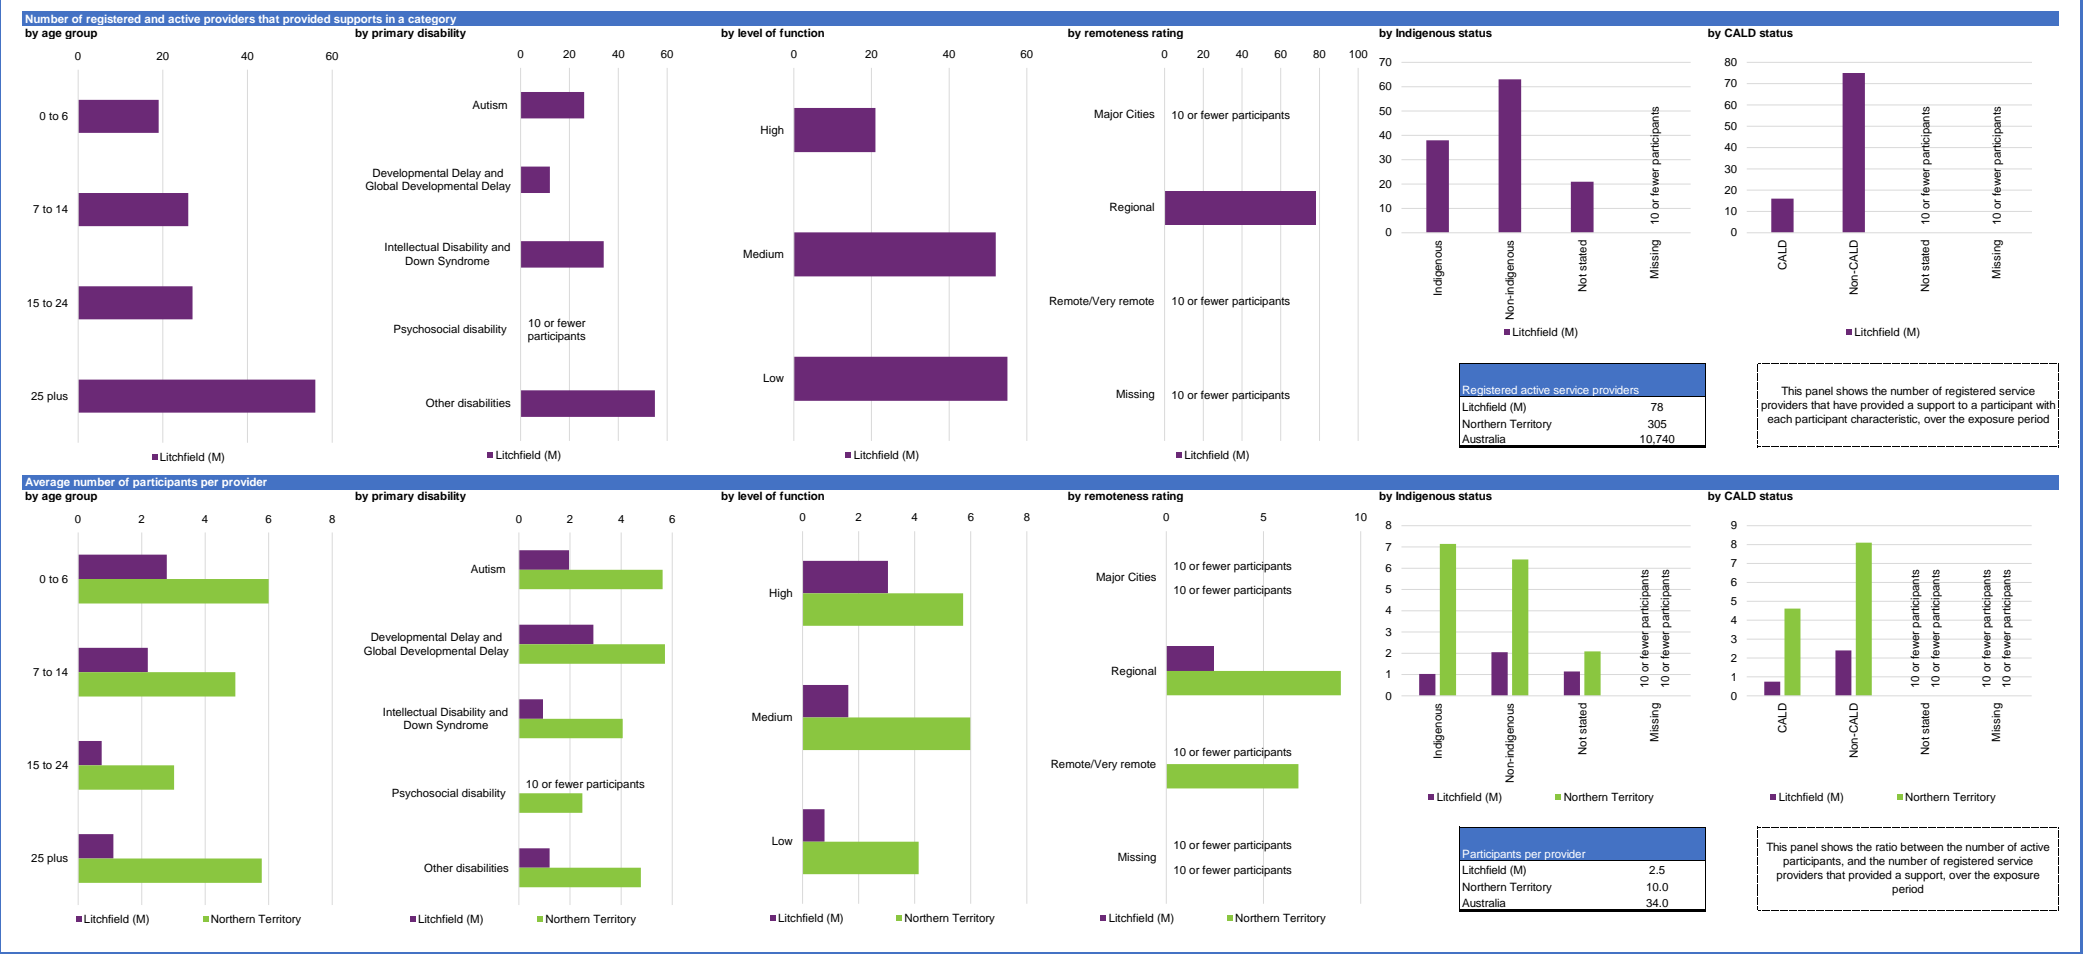 Number of registered and active providers that provided supports in a category
by age group
0 20 40 60
0 to 6
7 to 14
15 to 24
25 plus
Litchfield (M)
by primary disability
0 20 40 60
Autism
Developmental Delay and
Global Developmental Delay
Intellectual Disability and
Down Syndrome
Psychosocial disability
10 or fewer
participants
Other disabilities
Litchfield (M)
by level of function
0 20 40 60
High
Medium
Low
Litchfield (M)
by remoteness rating
0 20 40 60 80 100
Major Cities 10 or fewer participants
Regional
Remote/Very remote 10 or fewer participants
Missing 10 or fewer participants
Litchfield (M)
by Indigenous status
70
60
50
40
30
20
10
0
10 or fewer participants
Indigenous
Non-indigenous
Not stated
Missing
Litchfield (M)
by CALD status
80
70
60
50
40
30
20
10
0
10 or fewer participants
10 or fewer participants
CALD
Non-CALD
Not stated
Missing
Litchfield (M)
Registered active service providers
Litchfield (M) 78
Northern Territory 305
Australia 10,740
This panel shows the number of registered service
providers that have provided a support to a participant with
each participant characteristic, over the exposure period
Average number of participants per provider
by age group
0 2 4 6 8
0 to 6
7 to 14
15 to 24
25 plus
Litchfield (M) Northern Territory
by primary disability
0 2 4 6
Autism
Developmental Delay and
Global Developmental Delay
Intellectual Disability and
Down Syndrome
10 or fewer participants
Psychosocial disability
Other disabilities
Litchfield (M) Northern Territory
by level of function
0 2 4 6 8
High
Medium
Low
Litchfield (M) Northern Territory
by remoteness rating
0 5 10
10 or fewer participants
Major Cities
10 or fewer participants
Regional
10 or fewer participants
Remote/Very remote
10 or fewer participants
Missing
10 or fewer participants
Litchfield (M) Northern Territory
by Indigenous status
8
7
6
5
4
3
2
1
0
10 or fewer participants
10 or fewer participants
Indigenous
Non-indigenous
Not stated
Missing
Litchfield (M) Northern Territory
by CALD status
9
8
7
6
5
4
3
2
1
0
10 or fewer participants
10 or fewer participants
10 or fewer participants
10 or fewer participants
CALD
Non-CALD
Not stated
Missing
Litchfield (M) Northern Territory
Participants per provider
Litchfield (M) 2.5
Northern Territory 10.0
Australia 34.0
This panel shows the ratio between the number of active
participants, and the number of registered service
providers that provided a support, over the exposure
period